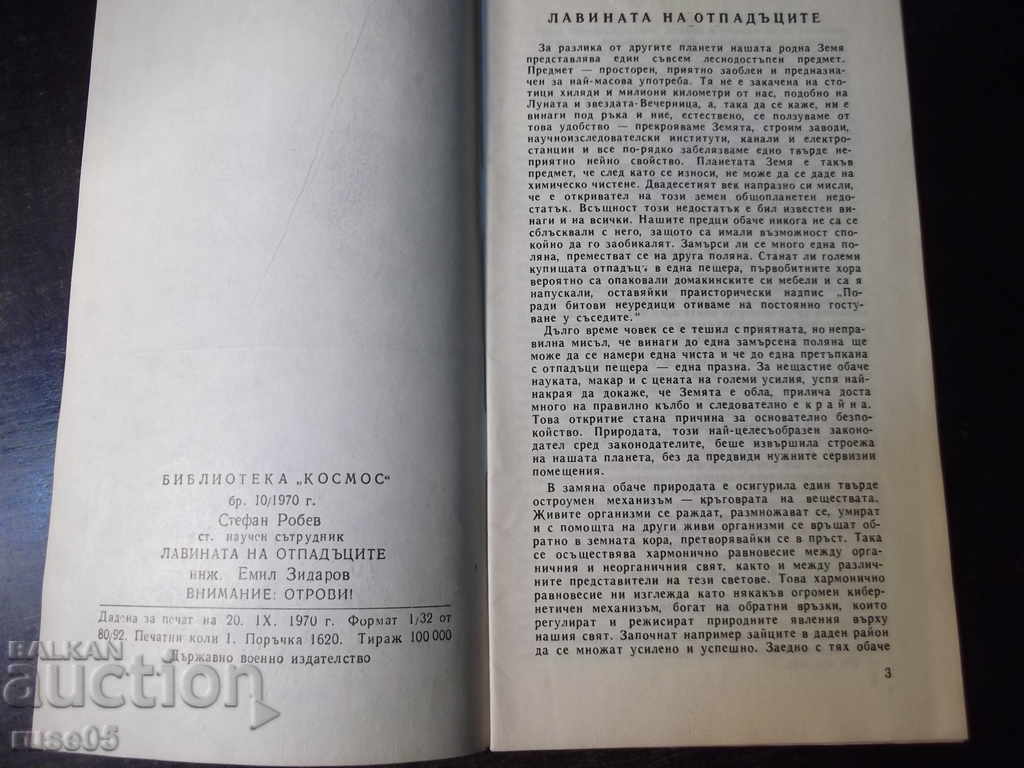 БИБЛИОТЕКА „КОСМОС“
бр. 10/1970 г.
Стефан Робев
ст. научен сътрудник
ЛАВИНАТА НА ОТПАДЪЦИТЕ
инж. Емил Зидаров
ВНИМАНИЕ: ОТРОВИ!
Дадена за печат на 20. IX. 1970 г. Формат 1/32 от
80/92. Печатни коли 1. Поръчка 1620. Тираж 100 000
Държавно военно издателство
BALKAN
auction
ruse05
ЛАВИНАТА НА ОТПАДЪЦИТЕ
За разлика от другите планети нашата родна Земя
представлява един съвсем леснодостъпен предмет.
Предмет — просторен, приятно заоблен и предназна-
чен за най-масова употреба. Тя не е закачена на сто-
тици хиляди и милиони километри от нас, подобно на
Луната и звездата-Вечерница, а, така да се каже, ни е
винаги под ръка и ние, естествено, се ползуваме от
това удобство — прекрояваме Земята, строим заводи,
научноизследователски институти, канали и електро-
станции и все по-рядко забелязваме едно твърде не-
приятно нейно свойство. Планетата Земя е такъв
предмет, че след като се износи, не може да се даде на
химическо чистене. Двадесетият век напразно си мисли,
че е откривател на този земен общопланетен недо-
статък. Всъщност този недостатък е бил известен ви-
наги и на всички. Нашите предци обаче никога не са се
сблъсквали с него, защото са имали възможност спо-
койно да го заобикалят. Замърси ли се много една по-
ляна, преместват се на друга поляна. Станат ли големи
купищата отпадъц в една пещера, първобитните хора
вероятно са опаковали домакинските си мебели и са я
напускали, оставяйки праисторически надпис „По-
ради битови неуредици отиваме на постоянно госту-
ване у съседите.“
Дълго време човек се е тешил с приятната, но неправ-
илна мисъл, че винаги до една замърсена поляна ще
може да се намери една чиста и че до една претъпкана
с отпадъци пещера — една празна. За нещастие обаче
науката, макар и с цената на големи усилия, успя най-
накрая да докаже, че Земята е обла, прилича доста
много на правилно кълбо и следователно е к р а й н а.
Това откритие стана причина за основателно безпо-
койство. Природата, този най-целесъобразен законо-
дател сред законодателите, беше извършила строежа
на нашата планета, без да предвиди нужните сервизни
помещения.
В замяна обаче природата е осигурила един твърде
остроумен механизъм — кръговрата на веществата.
Живите организми се раждат, размножават се, умират
и с помощта на други живи организми се връщат об-
ратно в земната кора, претворявайки се в пръст. Така
се осъществява хармонично равновесие между орга-
ничния и неорганичния свят, както и между различ-
ните представители на тези светове. Това хармонично
равновесие ни изглежда като някакъв огромен кибер-
нетичен механизъм, богат на обратни връзки, които
регулират и режисират природните явления върху
нашия свят. Започнат например зайците в даден район
да се множат усилено и успешно. Заедно с тях обаче
3